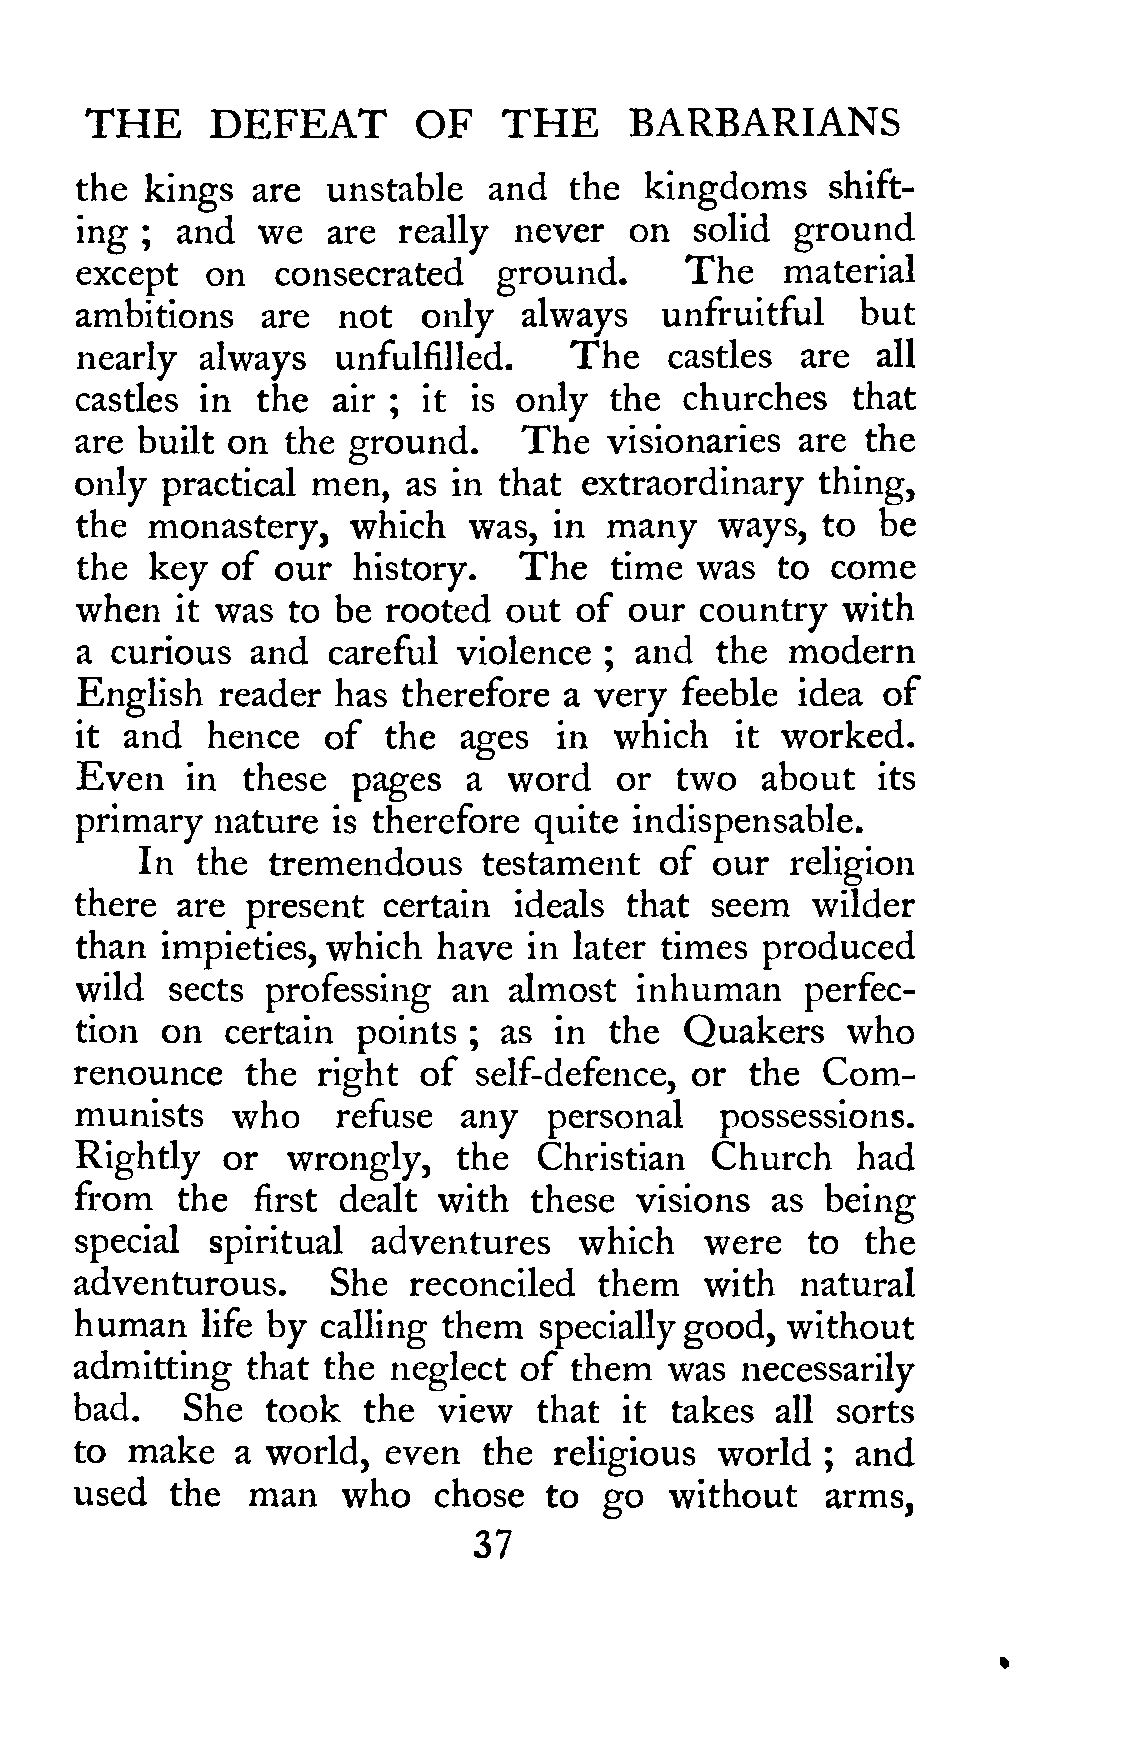 THE DEFEAT OF THE BARBARIANS
the kings are unstable and the kingdoms shift-
ing ; and we are really never on solid ground
except on consecrated ground. The material
ambitions are not only always unfruitful but
nearly always unfulfilled. The castles are all
castles in the air ; it is only the churches that
are built on the ground. The visionaries are the
only practical men, as in that extraordinary thing,
the monastery, which was, in many ways, to be
the key of our history. The time was to come
when it was to be rooted out of our country with
a curious and careful violence ; and the modern
English reader has therefore a very feeble idea of
it and hence of the ages in which it worked.
Even in these pages a word or two about its
primary nature is therefore quite indispensable.
In the tremendous testament of our religion
there are present certain ideals that seem wilder
than impieties, which have in later times produced
wild sects professing an almost inhuman perfec-
tion on certain points ; as in the Quakers who
renounce the right of self-defence, or the Com-
munists who refuse any personal possessions.
Rightly or wrongly, the Christian Church had
from the first dealt with these visions as being
special spiritual adventures which were to the
adventurous. She reconciled them with natural
human life by calling them specially good, without
admitting that the neglect of them was necessarily
bad. She took the view that it takes all sorts
to make a world, even the religious world ; and
used the man who chose to go without arms,
37